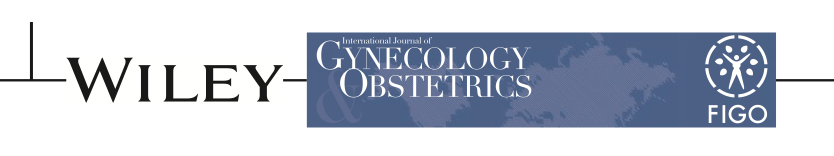 WILEY
International Journal of
GYNECOLOGY
& OBSTETRICS
FIGO